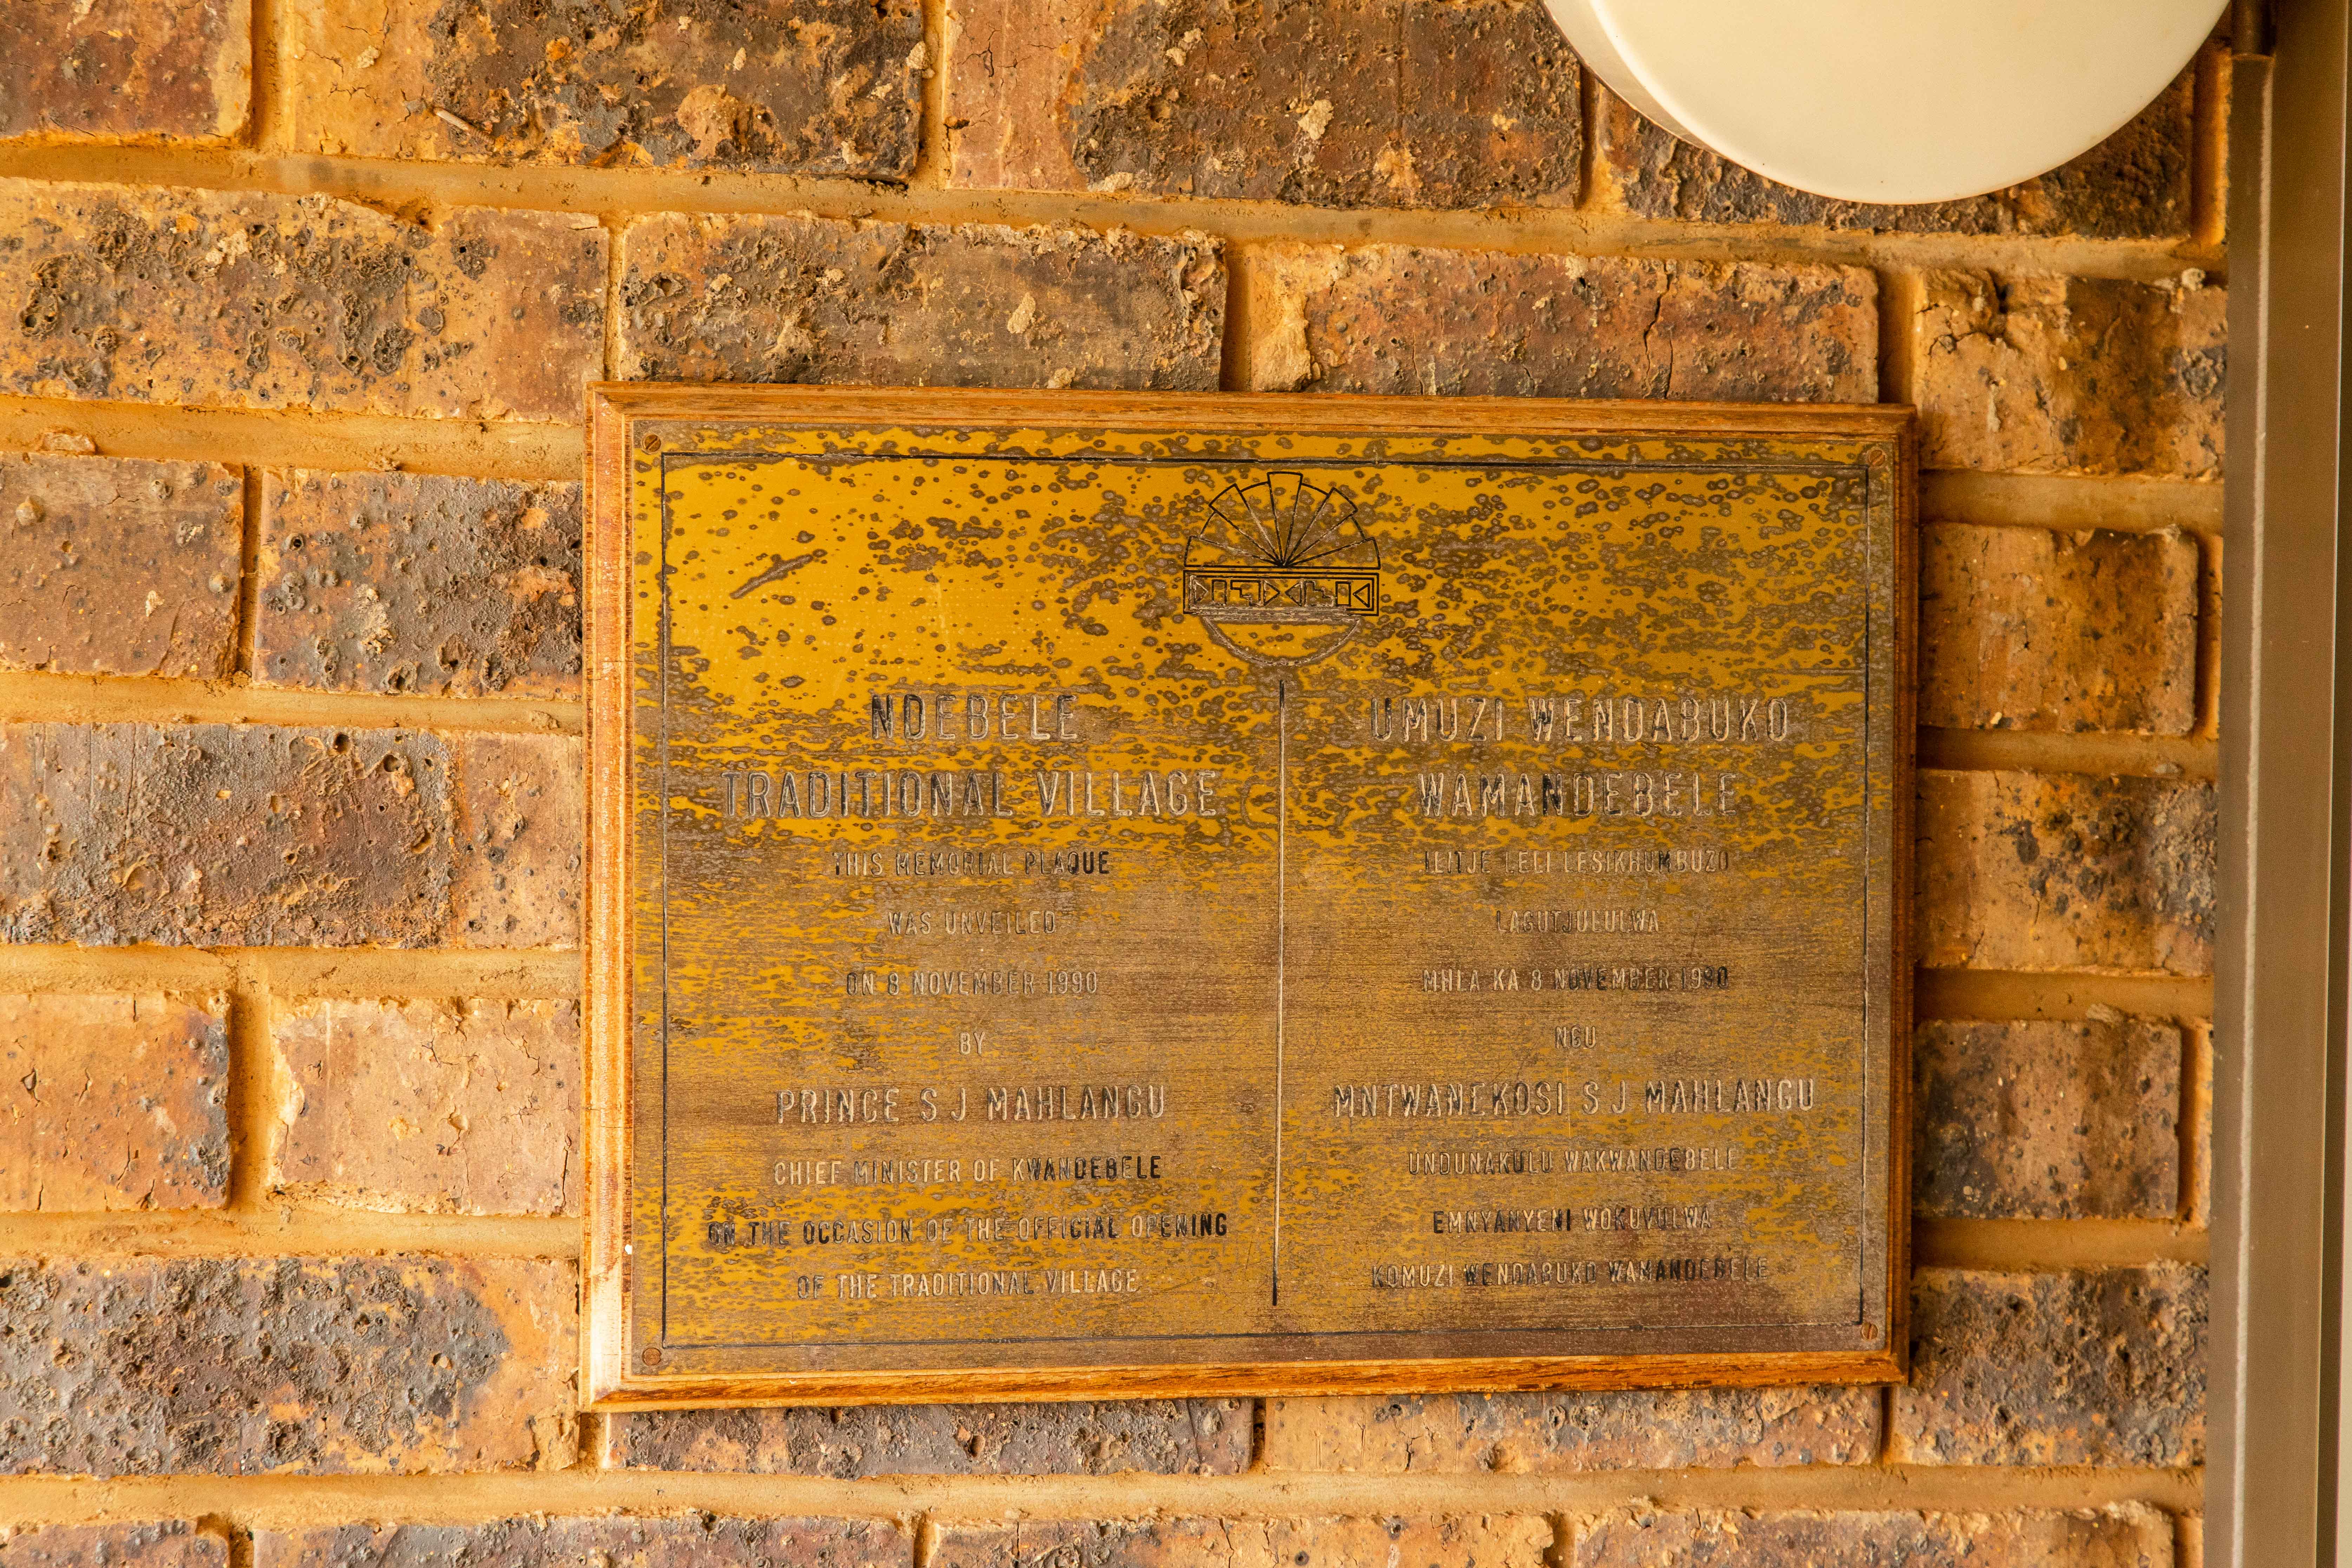 NDEBELE
TRADITIONAL VILLAGE
THIS MEMORIAL PLAQUE
WAS UNVEILED
ON 8 NOVEMBER 1990
BY
PRINCE S J MAHLANGU
CHIEF MINISTER OF KWANDEBELE
ON THE OCCASION OF THE OFFICIAL OPENING
OF THE TRADITIONAL VILLAGE
UMUZI WENDABUKO
WAMANDEBELE
ILITJE LELI LESIKHUMBUZO
LAGUTJULULWA
MHLA KA 8 NOVEMBER 1990
NGU
MNTWANEKOSI S J MAHLANGU
UNDUNAKULU WAKWANDEBELE
EMNYANYENI WOKUVULWA
KOMUZI WENDABUKO WAMANDEBELE